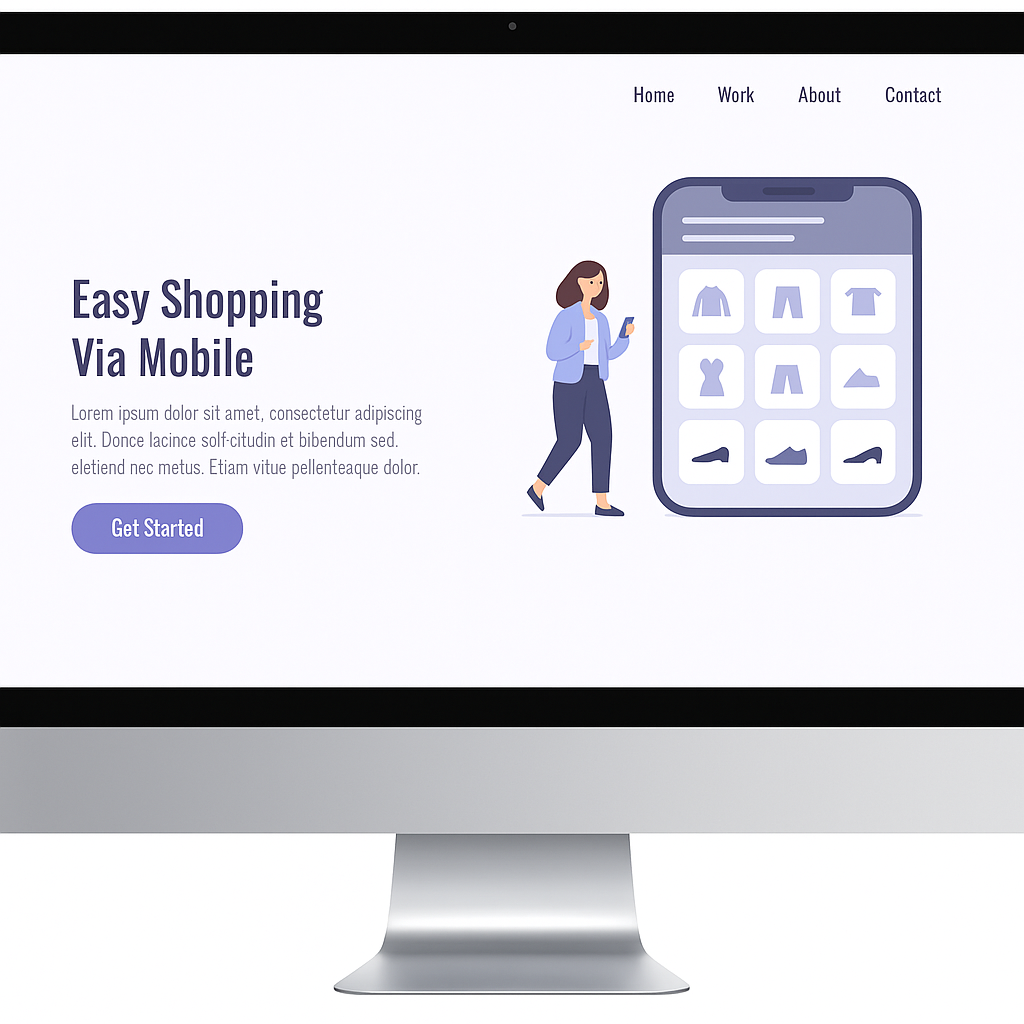 Home Work About Contact
Easy Shopping
Via Mobile
Lorem ipsum dolor sit amet, consectetur adipiscing
elit. Donce lacince solf-citudin et bibendum sed.
eletiend nec metus. Etiam vitue pellenteaque dolor.
Get Started